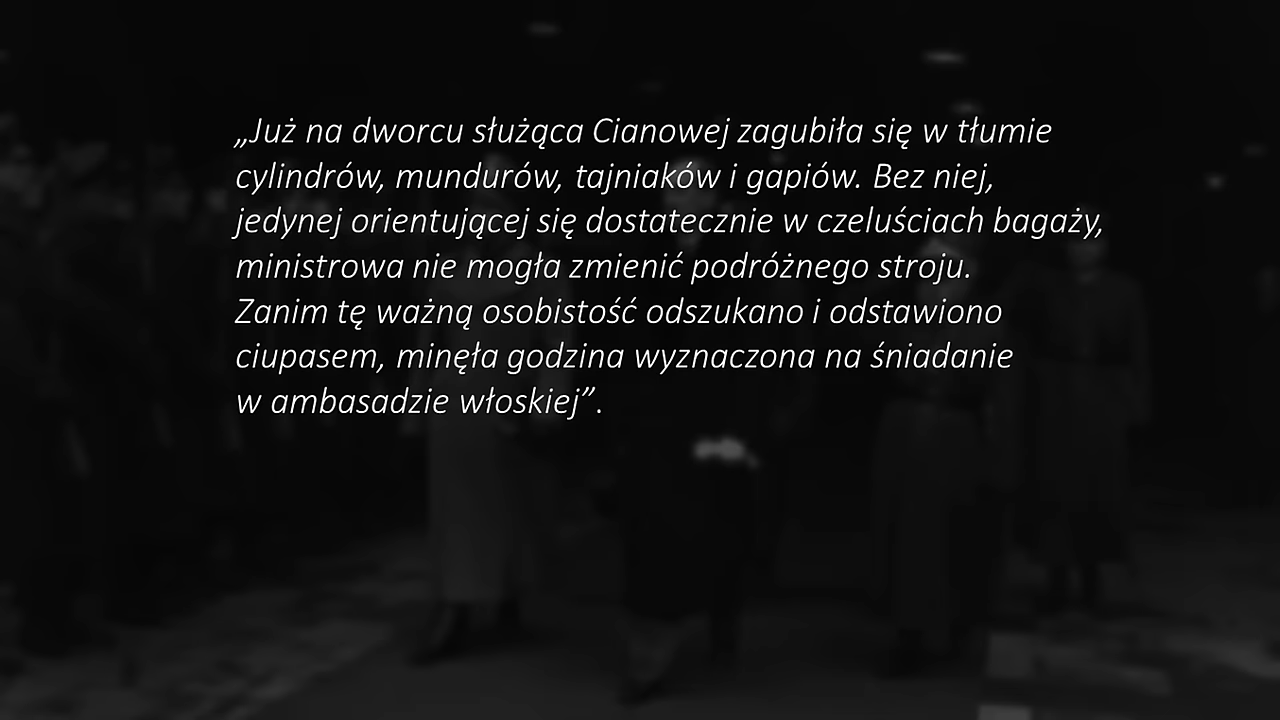 „Już na dworcu służąca Cianowej zagubiła się w tłumie
cylindrów, mundurów, tajniaków i gapiów. Bez niej,
jedynej orientującej się dostatecznie w czeluściach bagaży,
ministrowa nie mogła zmienić podróżnego stroju.
Zanim tę ważną osobistość odszukano i odstawiono
ciupasem, minęła godzina wyznaczona na śniadanie
w ambasadzie włoskiej”.